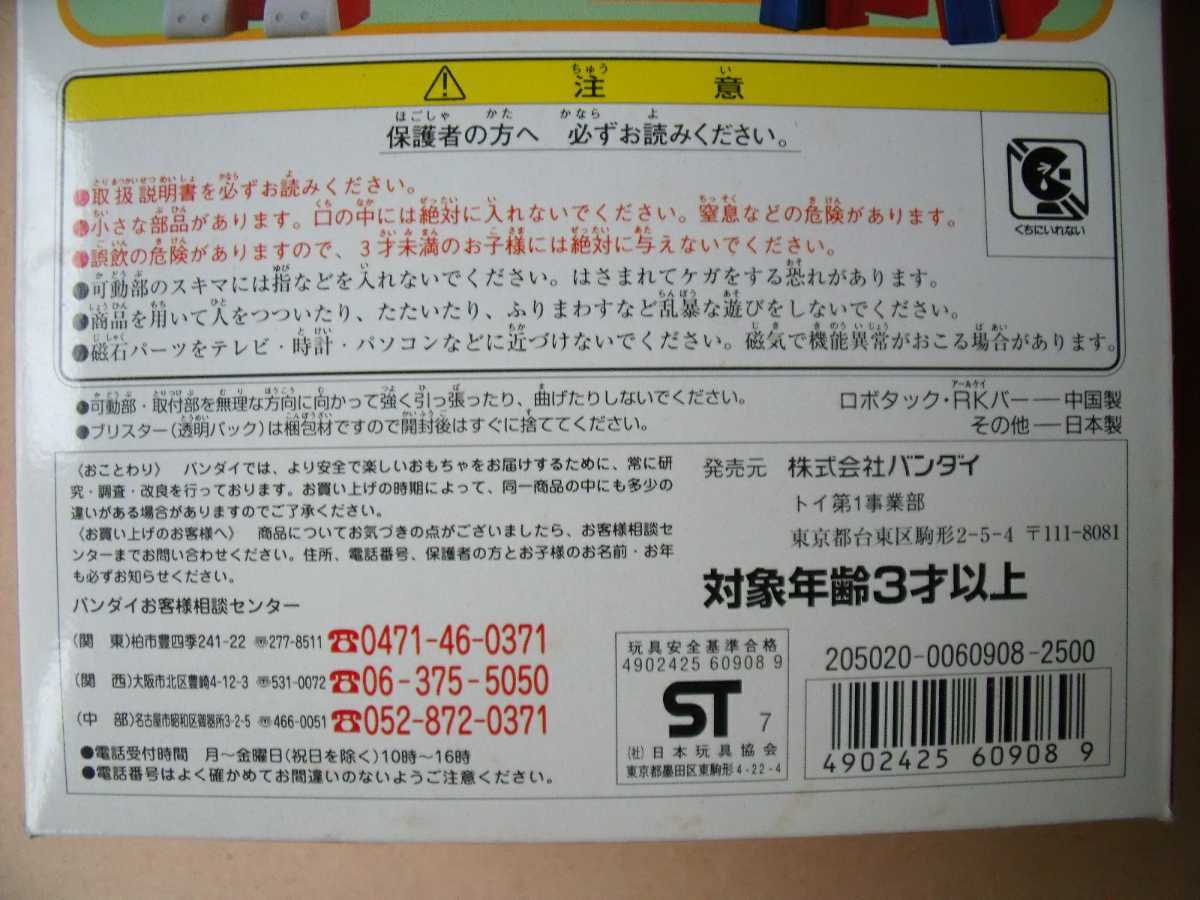 注意
保護者の方へ 必ずお読みください。
●取扱説明書を必ずお読みください。
●小さな部品があります。口の中には絶対に入れないでください。窒息などの危険があります。
●誤飲の危険がありますので、3才未満のお子様には絶対に与えないでください。
●可動部のスキマには指などを入れないでください。はさまれてケガをする恐れがあります。
●商品を用いて人をつついたり、たたいたり、ふりまわすなど乱暴な遊びをしないでください。
●磁石パーツをテレビ・時計・パソコンなどに近づけないでください。磁気で機能異常がおこる場合があります。
くちにいれない
●可動部・取付部を無理な方向に向かって強く引っ張ったり、曲げたりしないでください。
●ブリスター(透明パック)は梱包材ですので開封後はすぐに捨ててください。
ロボタック・RKバー―中国製
その他―日本製
〈おことわり〉 バンダイでは、より安全で楽しいおもちゃをお届けするために、常に研
究・調査・改良を行っております。お買い上げの時期によって、同一商品の中にも多少の
違いがある場合がありますのでご了承ください。
〈お買い上げのお客様へ〉 商品についてお気づきの点がございましたら、お客様相談セ
ンターまでお問い合わせください。住所、電話番号、保護者の方とお子様のお名前・お年
も必ずお知らせください。
バンダイお客様相談センター
(関 東)柏市豊四季241-22 〒277-8511 ☎0471-46-0371
(関 西)大阪市北区豊崎4-12-3 〒531-0072 ☎06-375-5050
(中 部)名古屋市昭和区御器所3-2-5 〒466-0051 ☎052-872-0371
●電話受付時間 月～金曜日(祝日を除く)10時～16時
●電話番号はよく確かめてお間違いのないようご注意ください。
発売元 株式会社バンダイ
トイ第1事業部
東京都台東区駒形2-5-4 〒111-8081
対象年齢3才以上
玩具安全基準合格
4902425 60908 9
ST 7
(社)日本玩具協会
東京都墨田区東駒形4-22-4
205020-0060908-2500
4902425 60908 9